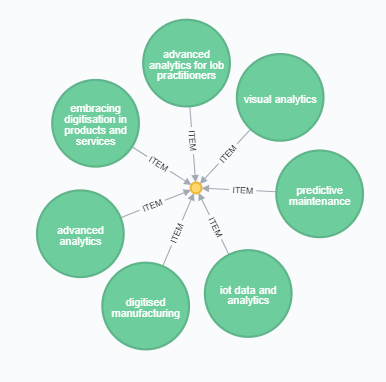 advanced
analytics for lob
practitioners
visual analytics
embracing
digitisation in
products and
services
ITEM
ITEM
ITEM
predictive
maintenance
ITEM
ITEM
advanced
analytics
ITEM
ITEM
iot data and
analytics
digitised
manufacturing